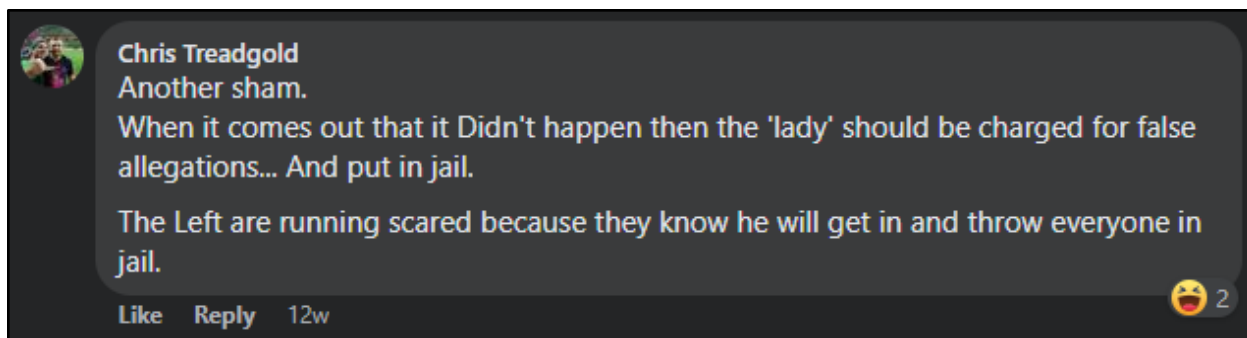 Chris Treadgold
Another sham.
When it comes out that it Didn't happen then the 'lady' should be charged for false
allegations... And put in jail.
The Left are running scared because they know he will get in and throw everyone in
jail.
Like Reply 12w
2